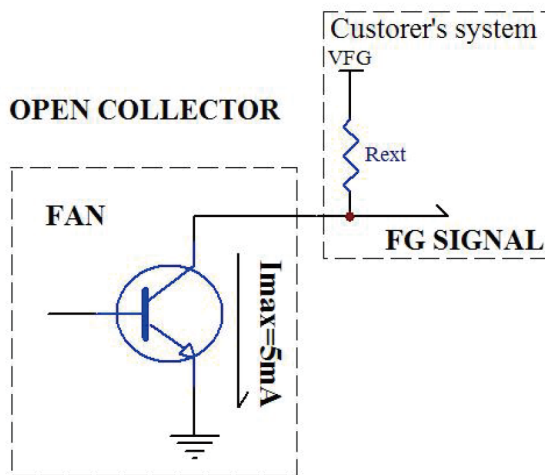 Custorer's system
VFG
OPEN COLLECTOR
Rext
FAN
FG SIGNAL
Imax=5mA